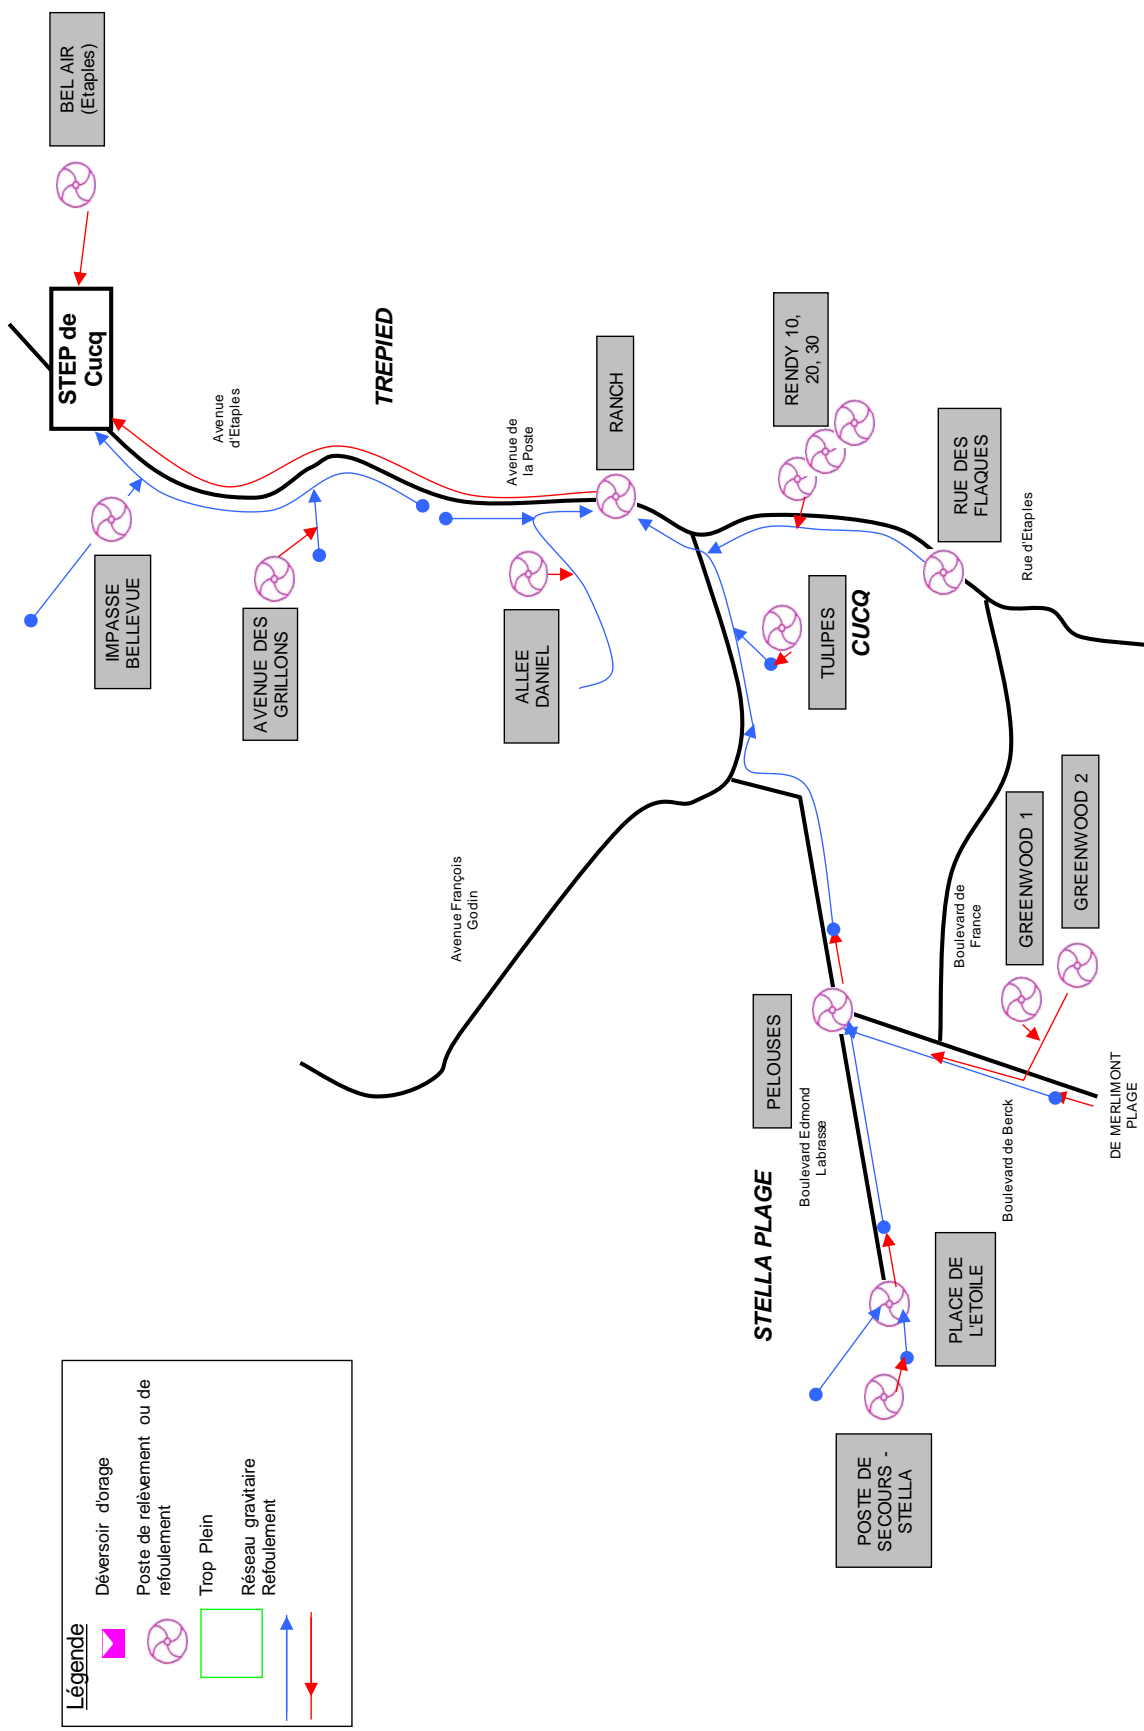 Légende
Déversoir d'orage
Poste de relèvement ou de
refoulement
Trop Plein
Réseau gravitaire
Refoulement
POSTE DE
SECOURS -
STELLA
PLACE DE
L'ETOILE
STELLA PLAGE
Boulevard Edmond
Labrasse
PELOUSES
Boulevard de Berck
DE MERLIMONT
PLAGE
Boulevard de
France
GREENWOOD 1
GREENWOOD 2
Avenue François
Godin
IMPASSE
BELLEVUE
AVENUE DES
GRILLONS
ALLEE
DANIEL
TULIPES
CUCQ
Rue d'Etaples
RUE DES
FLAQUES
RENDY 10,
20, 30
RANCH
Avenue de
la Poste
TREPIED
Avenue
d'Etaples
STEP de
Cucq
BEL AIR
(Etaples)